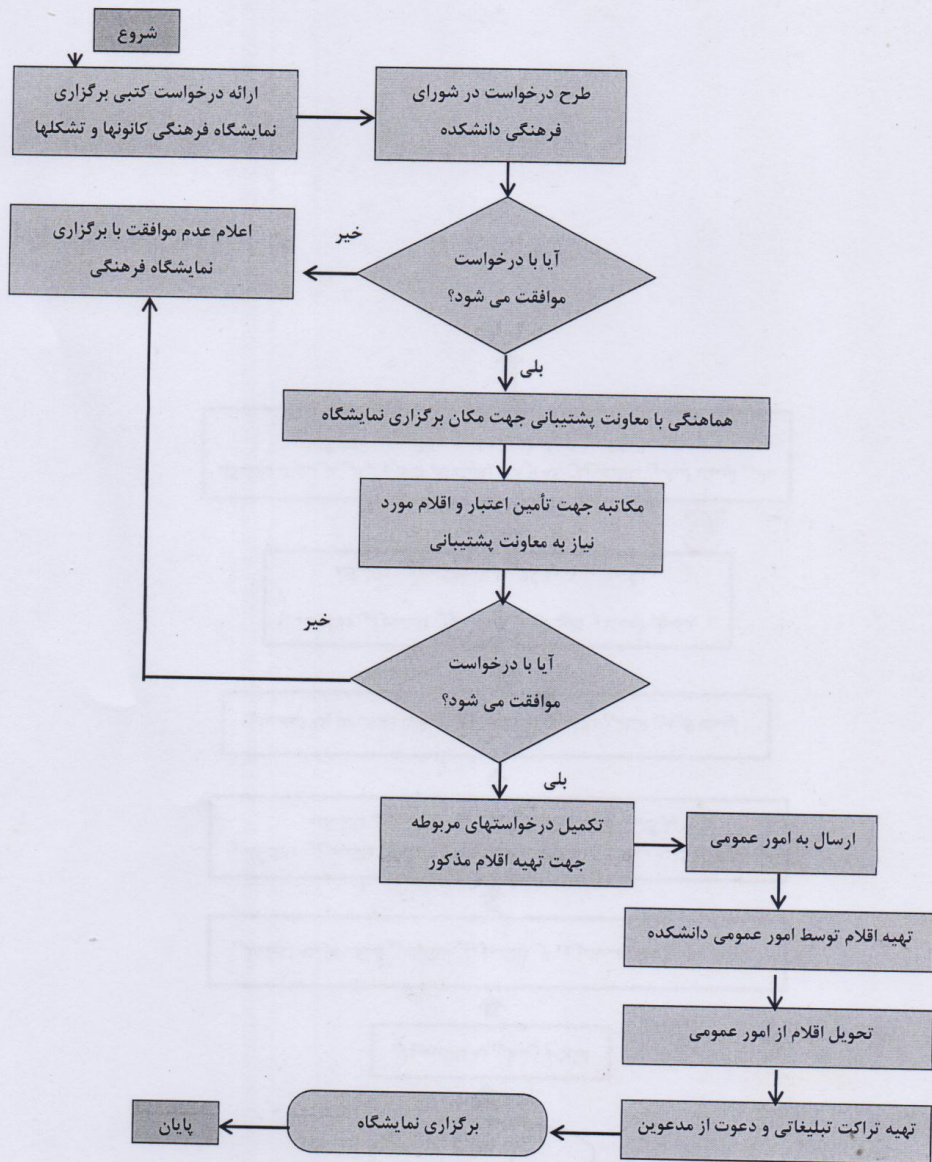 شروع
ارائه درخواست کتبی برگزاری
نمایشگاه فرهنگی کانونها و تشکلها
طرح درخواست در شورای
فرهنگی دانشکده
آیا با درخواست
موافقت می شود؟
خیر
اعلام عدم موافقت با برگزاری
نمایشگاه فرهنگی
بلی
هماهنگی با معاونت پشتیبانی جهت مکان برگزاری نمایشگاه
مکاتبه جهت تأمین اعتبار و اقلام مورد
نیاز به معاونت پشتیبانی
خیر
آیا با درخواست
موافقت می شود؟
بلی
تکمیل درخواستهای مربوطه
جهت تهیه اقلام مذکور
ارسال به امور عمومی
تهیه اقلام توسط امور عمومی دانشکده
تحویل اقلام از امور عمومی
تهیه تراکت تبلیغاتی و دعوت از مدعوین
برگزاری نمایشگاه
پایان